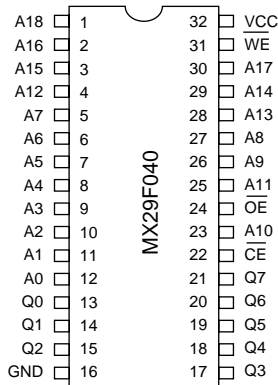 A18 1 32 VCC
A16 2 31 WE
A15 3 30 A17
A12 4 29 A14
A7 5 28 A13
A6 6 27 A8
A5 7 26 A9
A4 8 25 A11
A3 9 24 OE
A2 10 23 A10
A1 11 22 CE
A0 12 21 Q7
Q0 13 20 Q6
Q1 14 19 Q5
Q2 15 18 Q4
GND 16 17 Q3
MX29F040